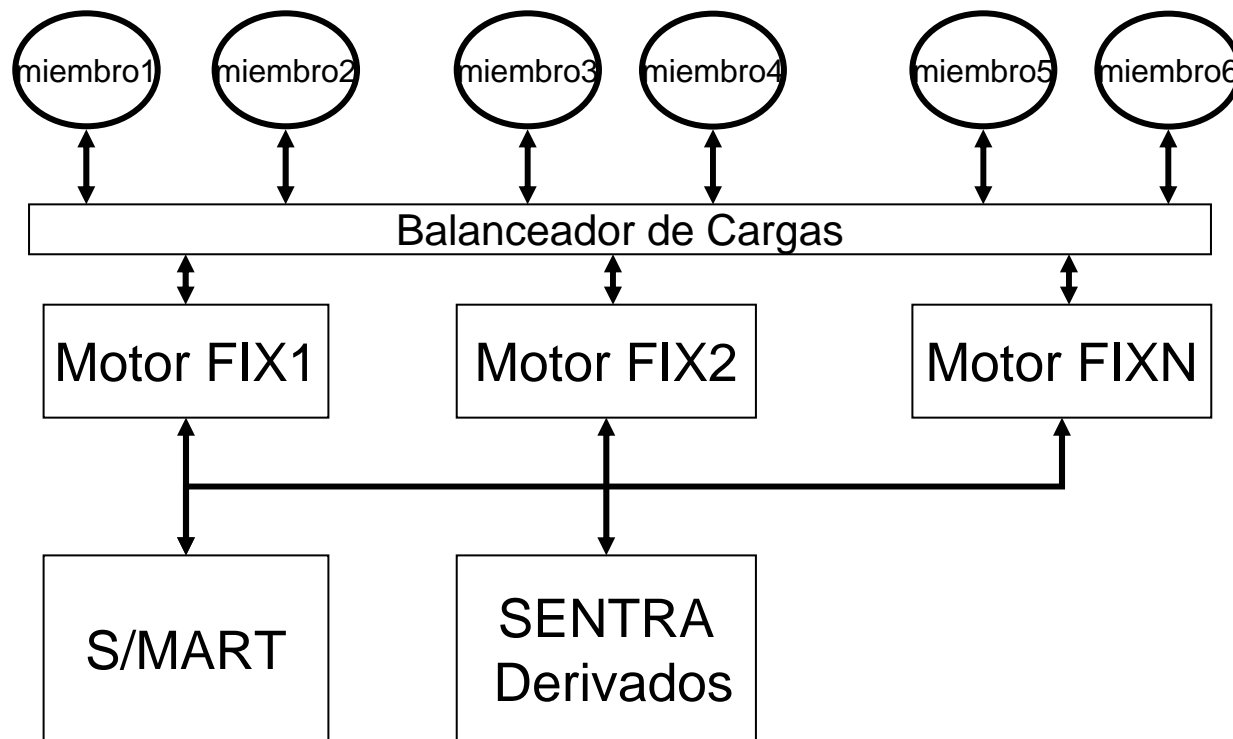 miembro1
miembro2
miembro3
miembro4
miembro5
miembro6
Balanceador de Cargas
Motor FIX1
Motor FIX2
Motor FIXN
S/MART
SENTRA
Derivados